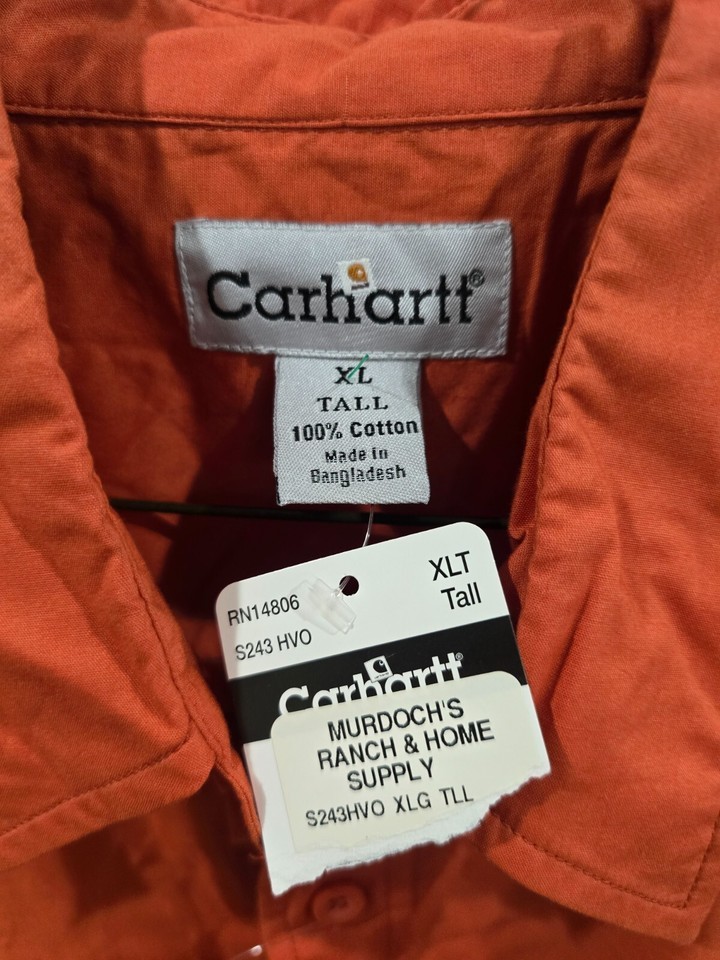 Carhartt®
XL
TALL
100% Cotton
Made in
Bangladesh
XLT
Tall
RN14806
S243 HVO
Carhartt®
MURDOCH'S
RANCH & HOME
SUPPLY
S243HVO XLG TLL